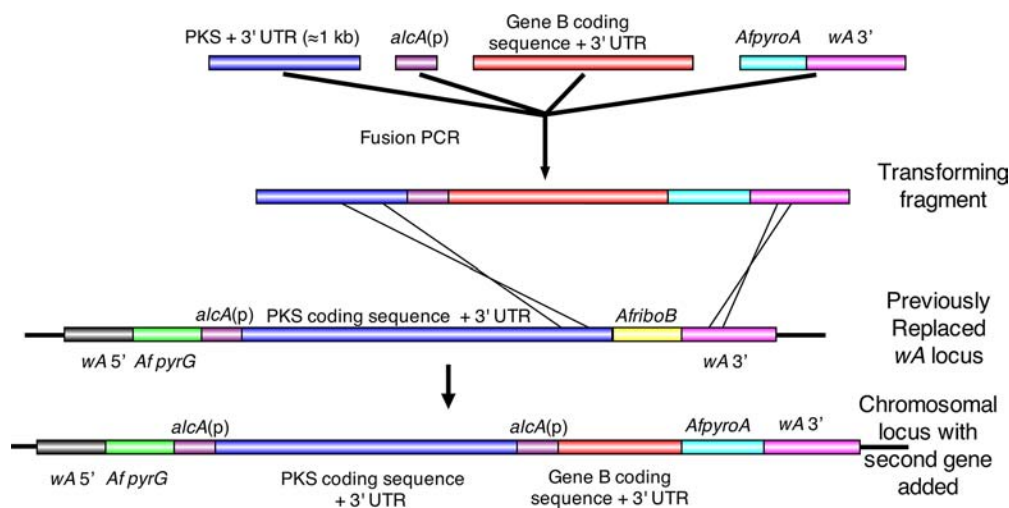 PKS + 3' UTR (≈1 kb)
alcA(p)
Gene B coding
sequence + 3' UTR
AfpyroA
wA 3'
Fusion PCR
Transforming
fragment
alcA(p)
PKS coding sequence + 3' UTR
AfriboB
wA 5'
Af pyrG
wA 3'
Previously
Replaced
wA locus
alcA(p)
alcA(p)
AfpyroA
wA 3'
wA 5'
Af pyrG
PKS coding sequence
+ 3' UTR
Gene B coding
sequence + 3' UTR
Chromosomal
locus with
second gene
added